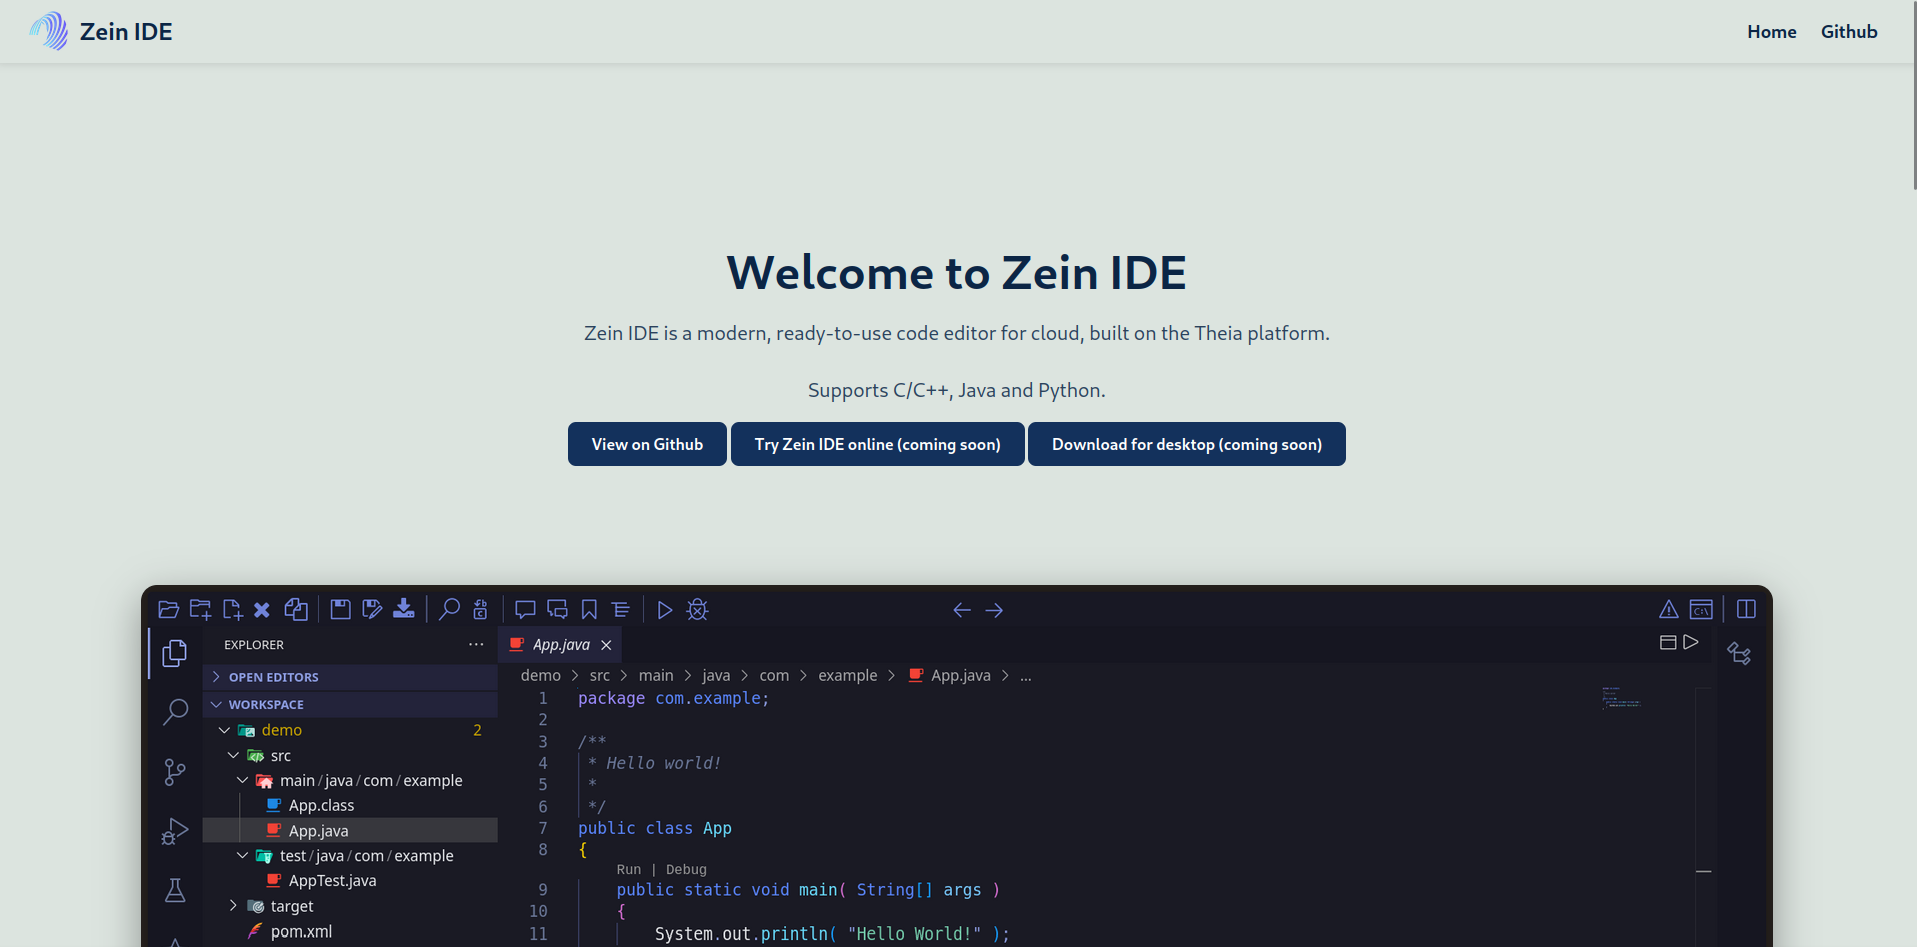 Zein IDE
Home Github
Welcome to Zein IDE
Zein IDE is a modern, ready-to-use code editor for cloud, built on the Theia platform.
Supports C/C++, Java and Python.
View on Github
Try Zein IDE online (coming soon)
Download for desktop (coming soon)
EXPLORER
OPEN EDITORS
WORKSPACE
demo 2
src
main/java/com/example
App.class
App.java
test/java/com/example
AppTest.java
target
pom.xml
App.java
demo > src > main > java > com > example > App.java > ...
1 package com.example;
2
3 /**
4 * Hello world!
5 *
6 */
7 public class App
8 {
Run | Debug
9 public static void main( String[] args )
10 {
11 System.out.println( "Hello World!" );